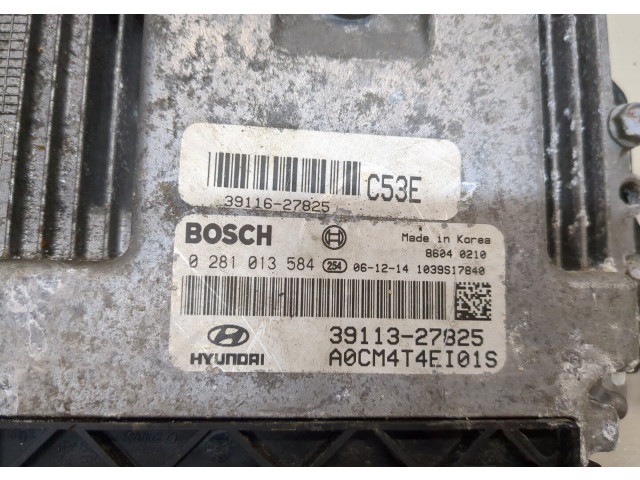 C53E
39116-27825
BOSCH
Made in Korea
8604 0210
0 281 013 584 254 06-12-14 1039S17840
39113-27825
HYUNDAI
A0CM4T4EI01S